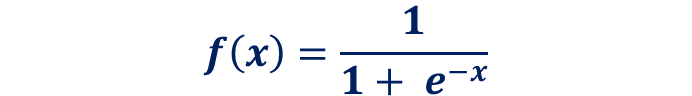 f(x) = 1 / (1 + e^{-x})